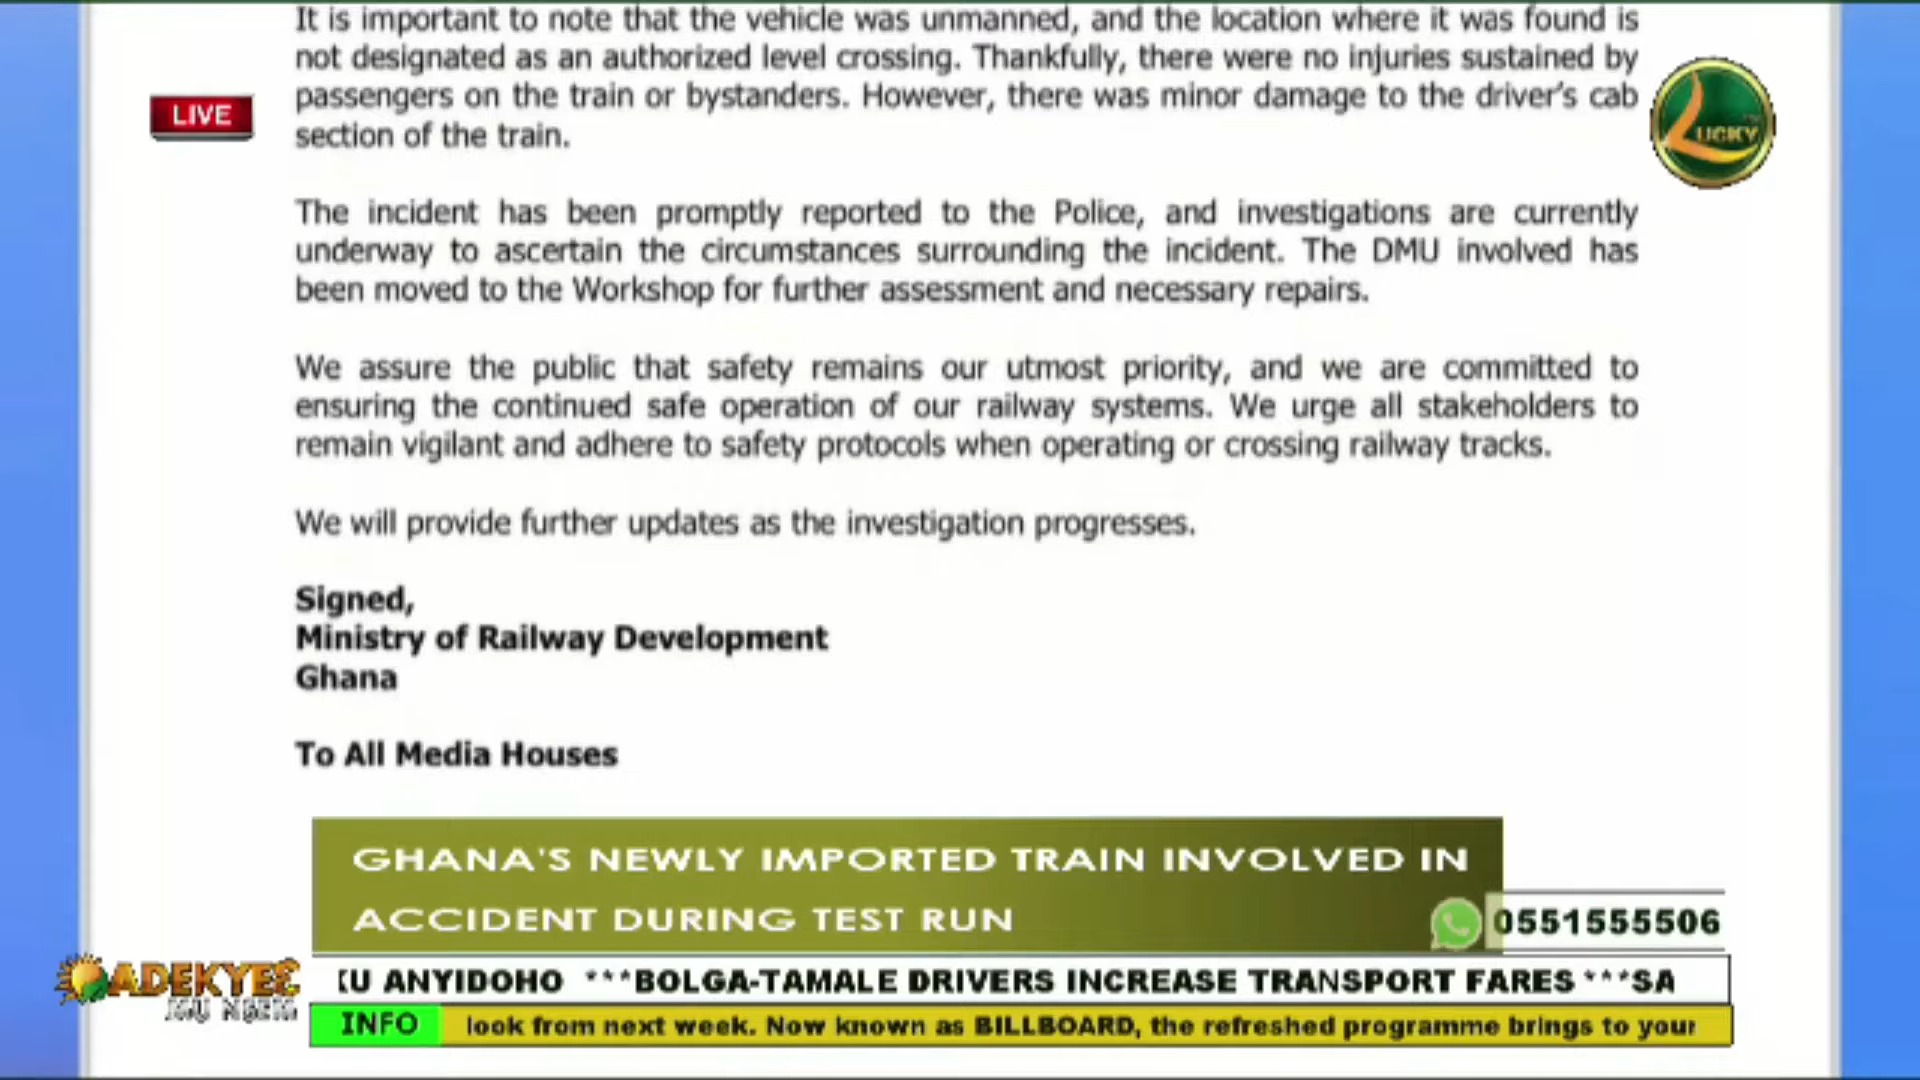 It is important to note that the vehicle was unmanned, and the location where it was found is
not designated as an authorized level crossing. Thankfully, there were no injuries sustained by
passengers on the train or bystanders. However, there was minor damage to the driver's cab
section of the train.
The incident has been promptly reported to the Police, and investigations are currently
underway to ascertain the circumstances surrounding the incident. The DMU involved has
been moved to the Workshop for further assessment and necessary repairs.
We assure the public that safety remains our utmost priority, and we are committed to
ensuring the continued safe operation of our railway systems. We urge all stakeholders to
remain vigilant and adhere to safety protocols when operating or crossing railway tracks.
We will provide further updates as the investigation progresses.
Signed,
Ministry of Railway Development
Ghana
To All Media Houses
LIVE
LUCKY
GHANA'S NEWLY IMPORTED TRAIN INVOLVED IN
ACCIDENT DURING TEST RUN
0551555506
ADEKYEƐ
ANYIDOHO ***BOLGA-TAMALE DRIVERS INCREASE TRANSPORT FARES ***SA
INFO look from next week. Now known as BILLBOARD, the refreshed programme brings to your